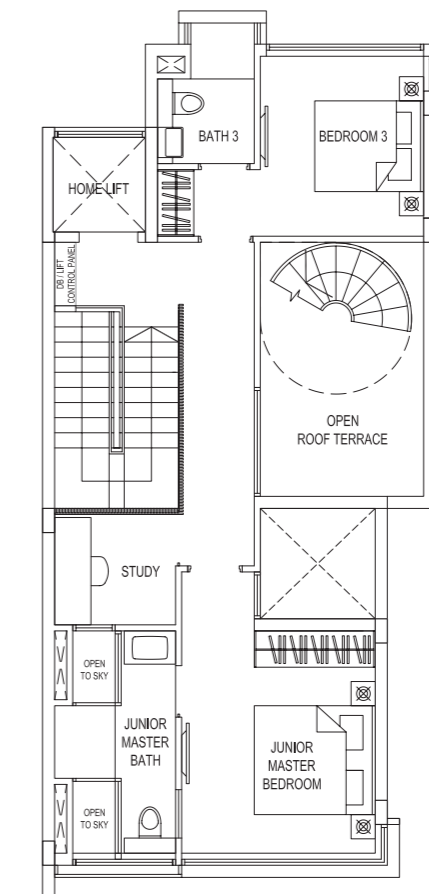 BATH 3
BEDROOM 3
HOME LIFT
DB / LIFT
CONTROL PANEL
OPEN
ROOF TERRACE
STUDY
OPEN
TO SKY
JUNIOR
MASTER
BATH
JUNIOR
MASTER
BEDROOM
OPEN
TO SKY